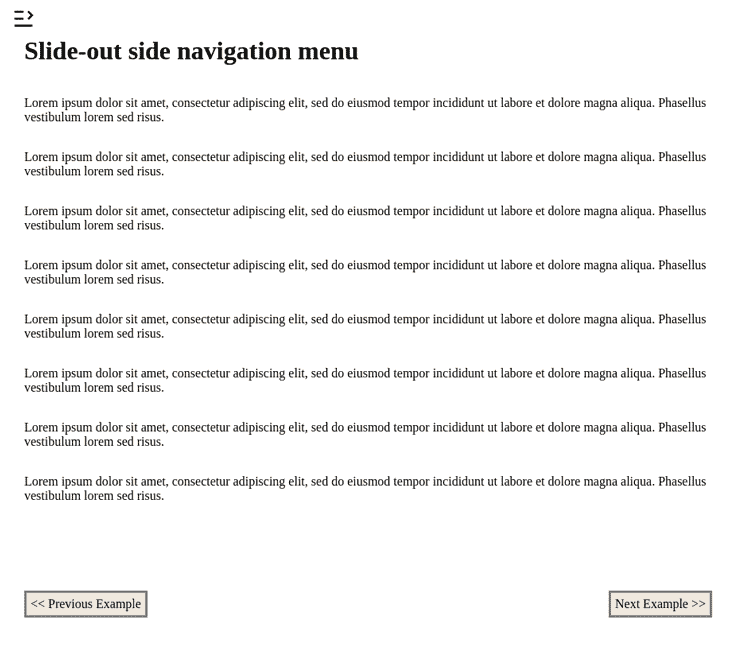 Slide-out side navigation menu
Lorem ipsum dolor sit amet, consectetur adipiscing elit, sed do eiusmod tempor incididunt ut labore et dolore magna aliqua. Phasellus
vestibulum lorem sed risus.
Lorem ipsum dolor sit amet, consectetur adipiscing elit, sed do eiusmod tempor incididunt ut labore et dolore magna aliqua. Phasellus
vestibulum lorem sed risus.
Lorem ipsum dolor sit amet, consectetur adipiscing elit, sed do eiusmod tempor incididunt ut labore et dolore magna aliqua. Phasellus
vestibulum lorem sed risus.
Lorem ipsum dolor sit amet, consectetur adipiscing elit, sed do eiusmod tempor incididunt ut labore et dolore magna aliqua. Phasellus
vestibulum lorem sed risus.
Lorem ipsum dolor sit amet, consectetur adipiscing elit, sed do eiusmod tempor incididunt ut labore et dolore magna aliqua. Phasellus
vestibulum lorem sed risus.
Lorem ipsum dolor sit amet, consectetur adipiscing elit, sed do eiusmod tempor incididunt ut labore et dolore magna aliqua. Phasellus
vestibulum lorem sed risus.
Lorem ipsum dolor sit amet, consectetur adipiscing elit, sed do eiusmod tempor incididunt ut labore et dolore magna aliqua. Phasellus
vestibulum lorem sed risus.
Lorem ipsum dolor sit amet, consectetur adipiscing elit, sed do eiusmod tempor incididunt ut labore et dolore magna aliqua. Phasellus
vestibulum lorem sed risus.
<< Previous Example
Next Example >>